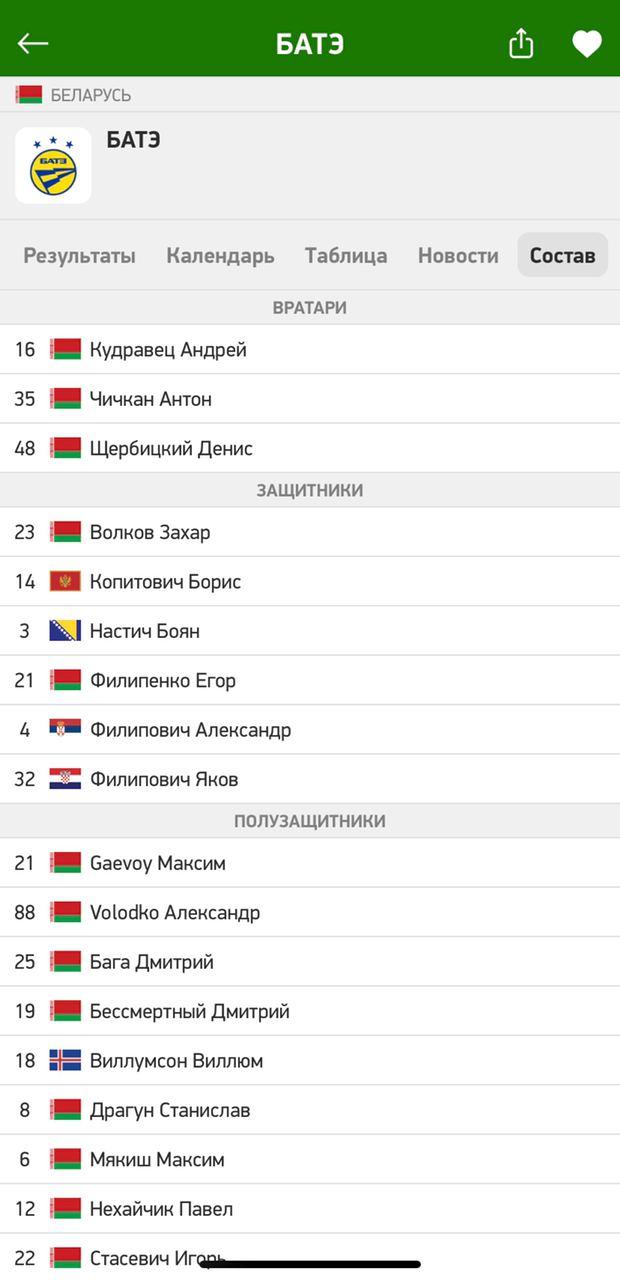 БАТЭ
БЕЛАРУСЬ
БАТЭ
БАТЭ
Результаты Календарь Таблица Новости Состав
ВРАТАРИ
16 Кудравец Андрей
35 Чичкан Антон
48 Щербицкий Денис
ЗАЩИТНИКИ
23 Волков Захар
14 Копитович Борис
3 Настич Боян
21 Филипенко Егор
4 Филипович Александр
32 Филипович Яков
ПОЛУЗАЩИТНИКИ
21 Gaevoy Максим
88 Volodko Александр
25 Бага Дмитрий
19 Бессмертный Дмитрий
18 Виллумсон Виллюм
8 Драгун Станислав
6 Мякиш Максим
12 Нехайчик Павел
22 Стасевич Игорь